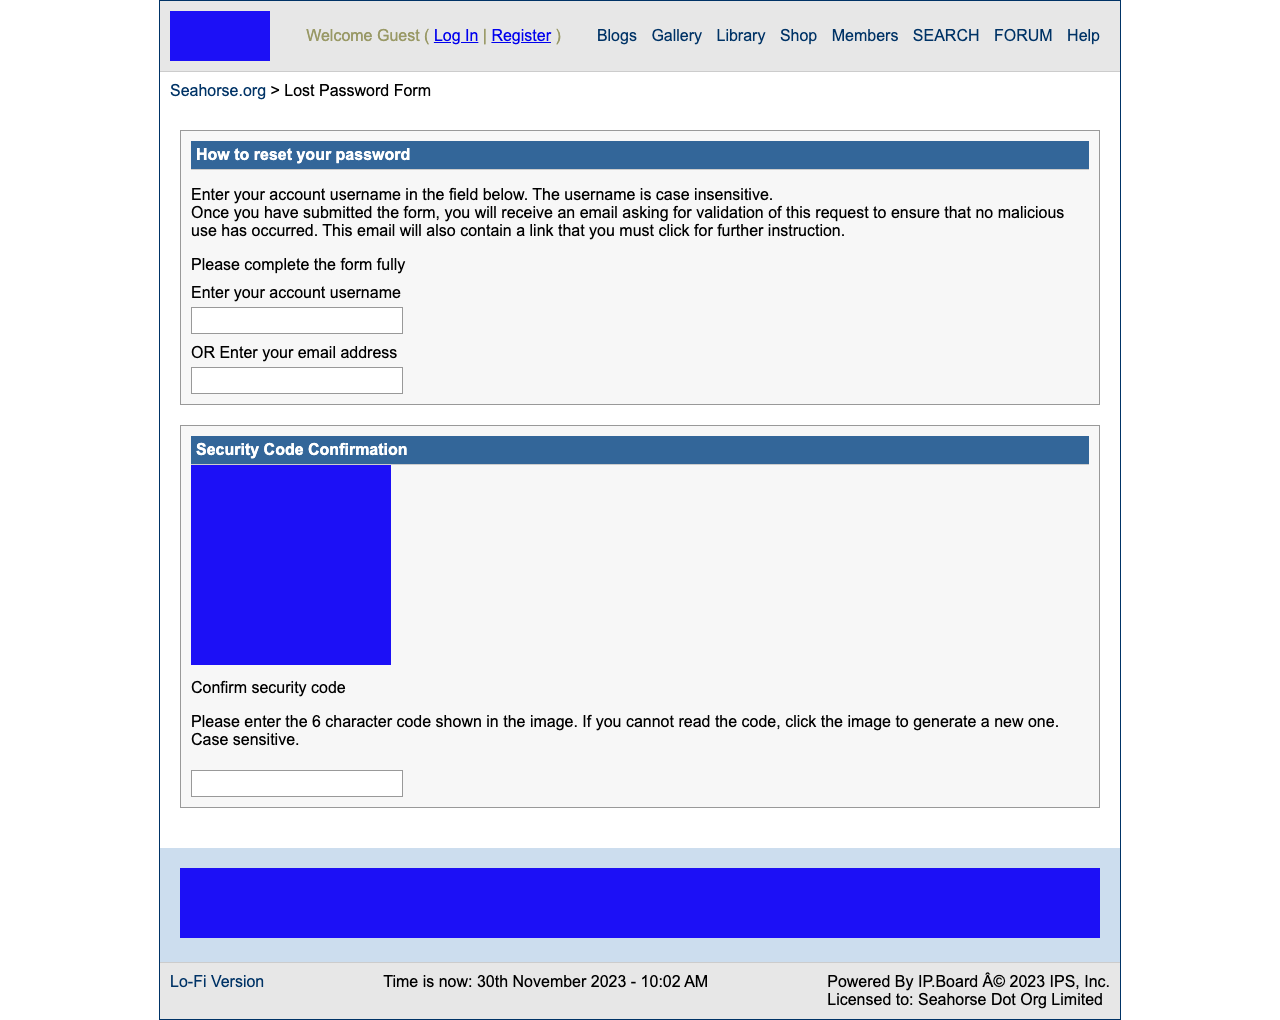 Welcome Guest ( Log In | Register ) Blogs Gallery Library Shop Members SEARCH FORUM Help
Seahorse.org > Lost Password Form
How to reset your password
Enter your account username in the field below. The username is case insensitive.
Once you have submitted the form, you will receive an email asking for validation of this request to ensure that no malicious
use has occurred. This email will also contain a link that you must click for further instruction.
Please complete the form fully
Enter your account username
OR Enter your email address
Security Code Confirmation
Confirm security code
Please enter the 6 character code shown in the image. If you cannot read the code, click the image to generate a new one.
Case sensitive.
Lo-Fi Version
Time is now: 30th November 2023 - 10:02 AM
Powered By IP.Board Â© 2023 IPS, Inc.
Licensed to: Seahorse Dot Org Limited